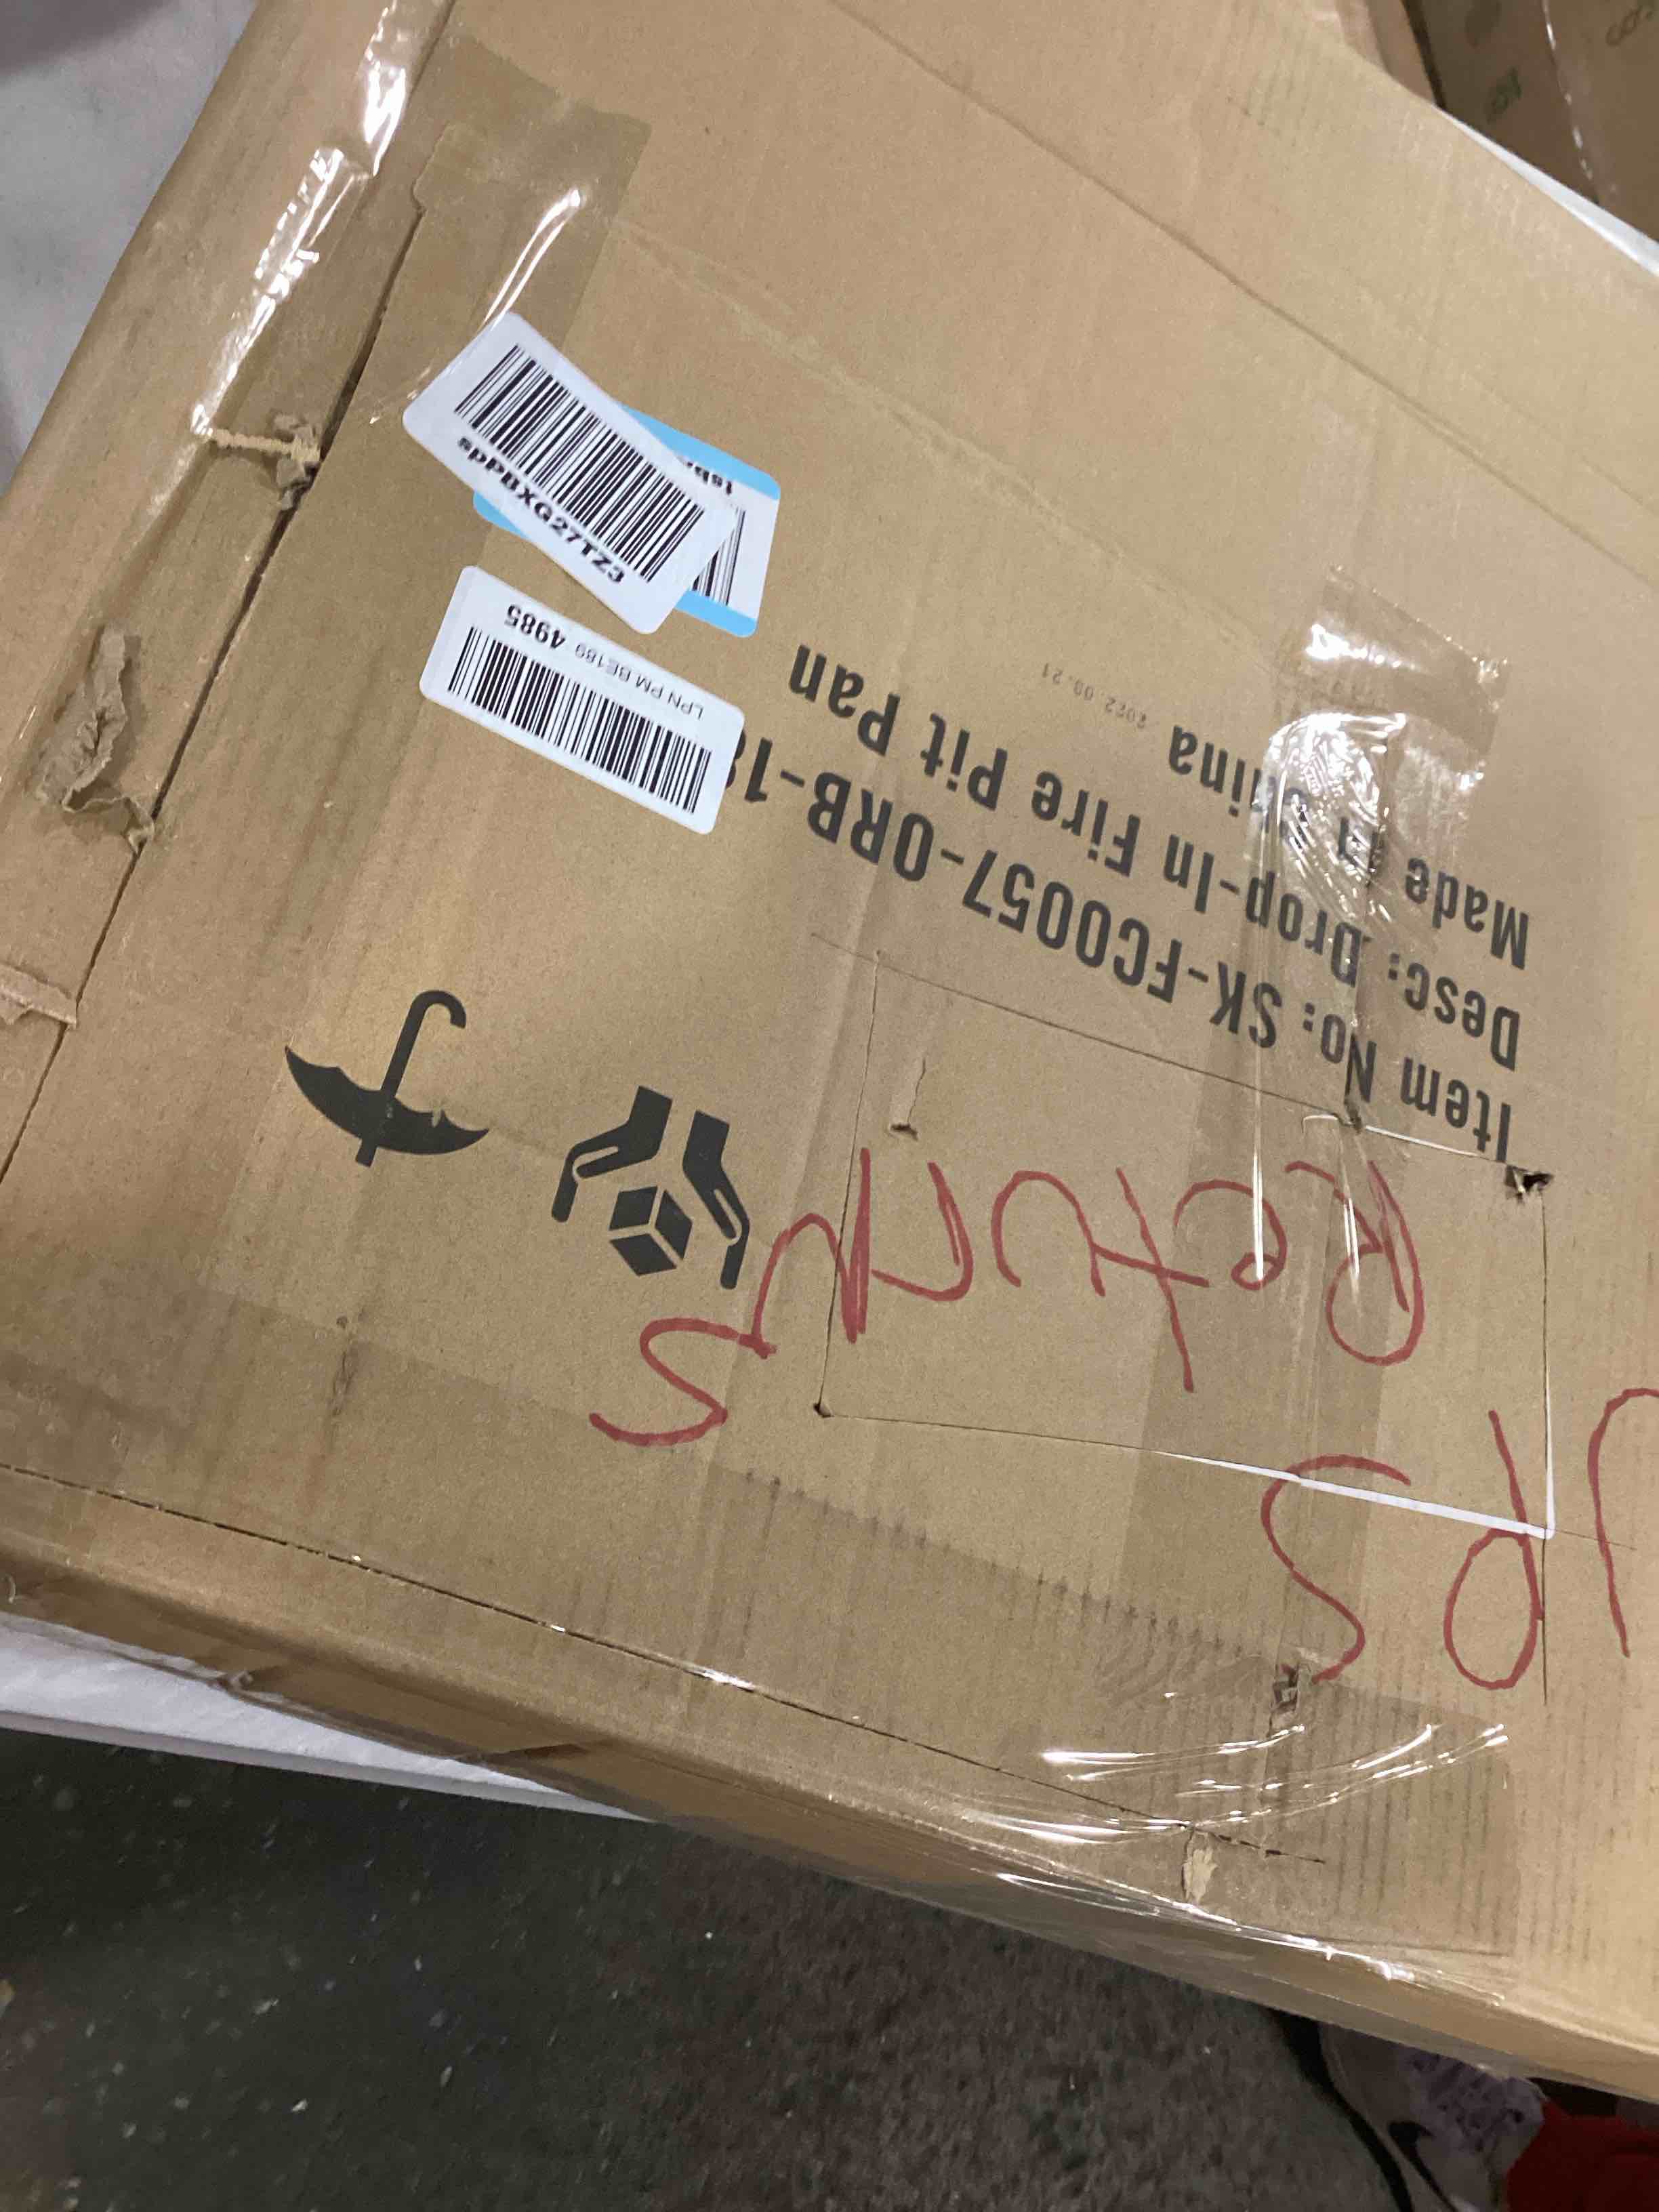 UPS
Returns
Item No: SK-FC0057-ORB-18
Desc: Drop-In Fire Pit Pan
Made in China
2022.09.21
LPN PM BE189 4985
spPBXG27TZ3